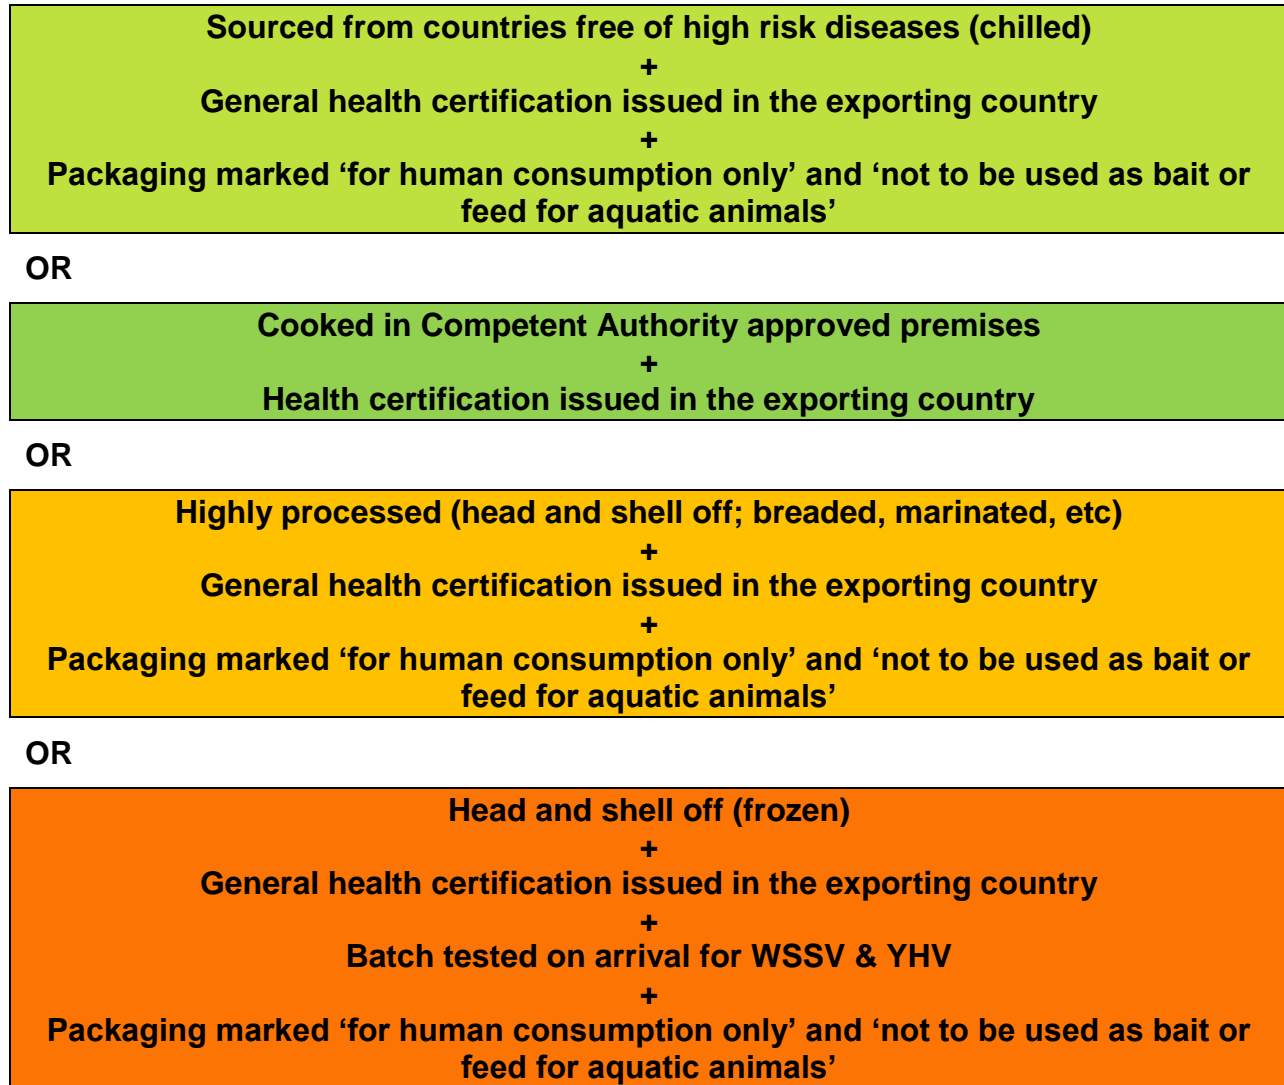 Sourced from countries free of high risk diseases (chilled)
+
General health certification issued in the exporting country
+
Packaging marked ‘for human consumption only’ and ‘not to be used as bait or
feed for aquatic animals’
OR
Cooked in Competent Authority approved premises
+
Health certification issued in the exporting country
OR
Highly processed (head and shell off; breaded, marinated, etc)
+
General health certification issued in the exporting country
+
Packaging marked ‘for human consumption only’ and ‘not to be used as bait or
feed for aquatic animals’
OR
Head and shell off (frozen)
+
General health certification issued in the exporting country
+
Batch tested on arrival for WSSV & YHV
+
Packaging marked ‘for human consumption only’ and ‘not to be used as bait or
feed for aquatic animals’